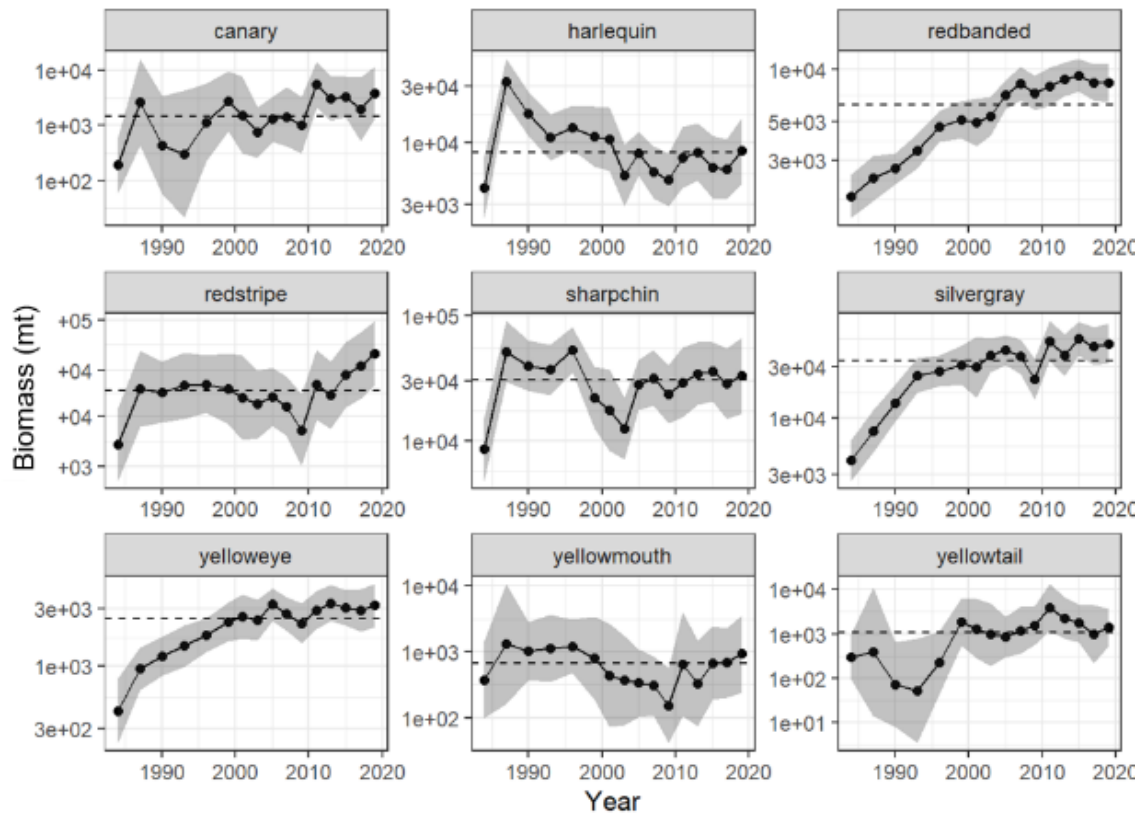 canary harlequin redbanded
1e+04 3e+04 1e+04
1e+03 1e+04 5e+03
1e+02 3e+03 3e+03
1990 2000 2010 2020 1990 2000 2010 2020 1990 2000 2010 2020
redstripe sharpchin silvergray
+05 1e+05
+04 3e+04 3e+04
+04 1e+04 1e+04
+03 3e+03
1990 2000 2010 2020 1990 2000 2010 2020 1990 2000 2010 2020
Biomass (mt)
yelloweye yellowmouth yellowtail
3e+03 1e+04 1e+04
1e+03 1e+03 1e+03
3e+02 1e+02 1e+02
1e+01
1990 2000 2010 2020 1990 2000 2010 2020 1990 2000 2010 2020
Year